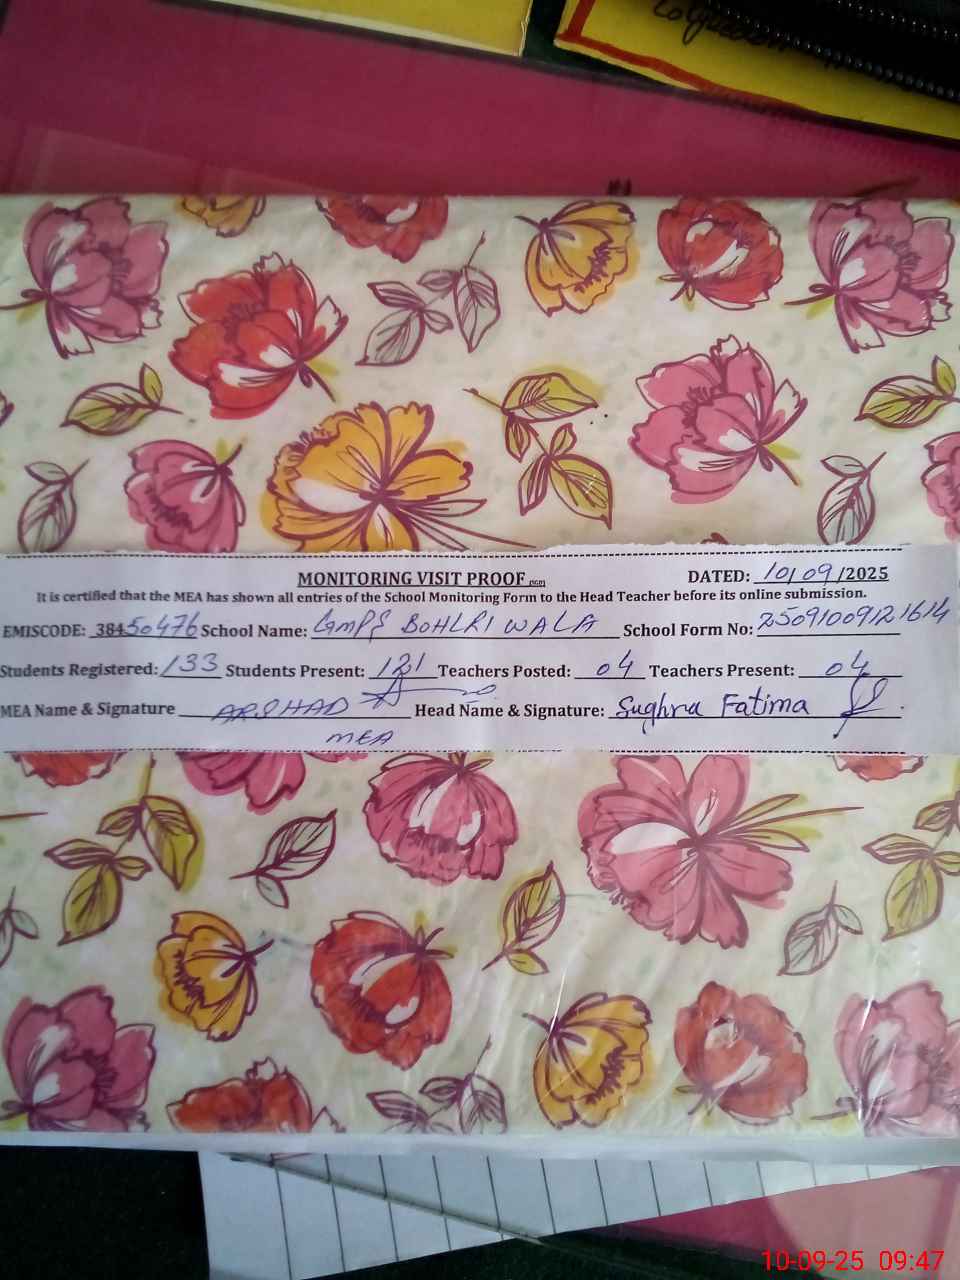 MONITORING VISIT PROOF DATED: 10/09/2025
It is certified that the MEA has shown all entries of the School Monitoring Form to the Head Teacher before its online submission.
EMISCODE: 38450476 School Name: GMPS BOHLRI WALA School Form No: 25091009121614
Students Registered: 133 Students Present: 121 Teachers Posted: 04 Teachers Present: 04
MEA Name & Signature ARSHAD Head Name & Signature: Sughra Fatima
MEA
10-09-25 09:47